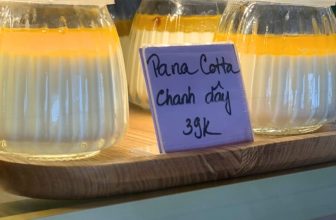 Pana Cotta
chanh dây
39K